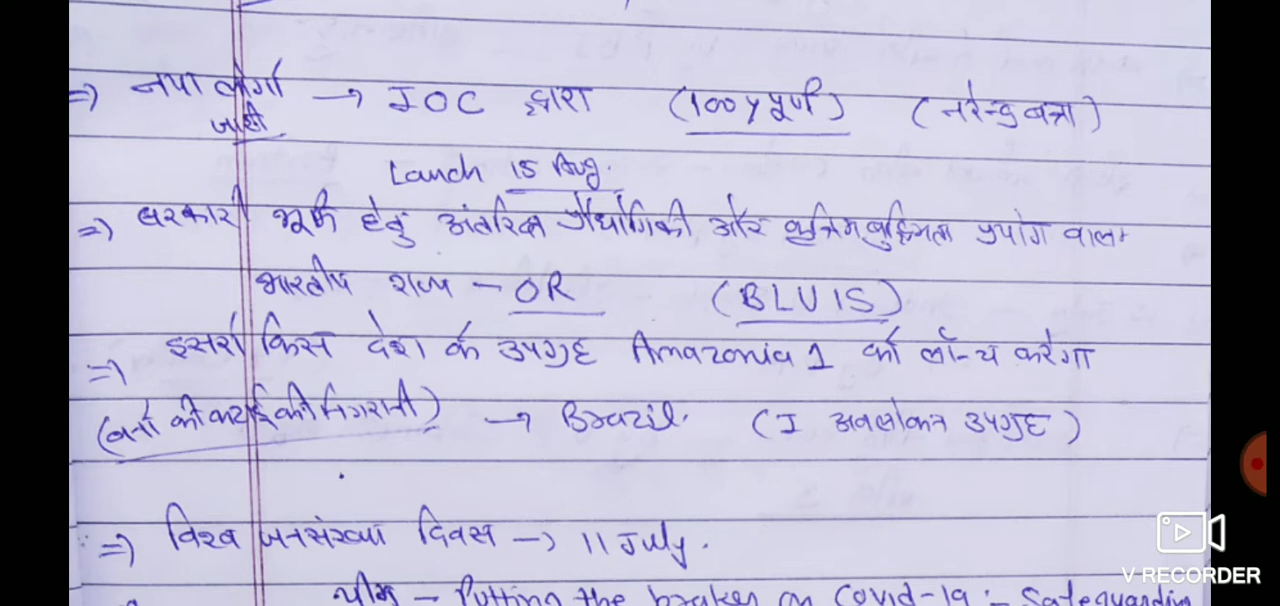 => नया लोगो → IOC द्वारा (100 y पूर्ण) (नरेन्द्र बत्रा)
जारी
Lanch 15 Aug.
=> सरकारी भूमि हेतु अंतरिक्ष प्रौधोगिकी और कृत्रिम बुद्धिमता प्रयोग वाला
भारतीय राज्य - OR (BLUIS)
=> इसरो किस देश के उपग्रह Amazonia 1 को लॉन्च करेगा
(वनों की कटाई की निगरानी) → Brazil. (I अवलोकन उपग्रह)
=> विश्व जनसंख्या दिवस → 11 July.
थीम - Putting the brakes on Covid-19 :- Safeguarding
V RECORDER